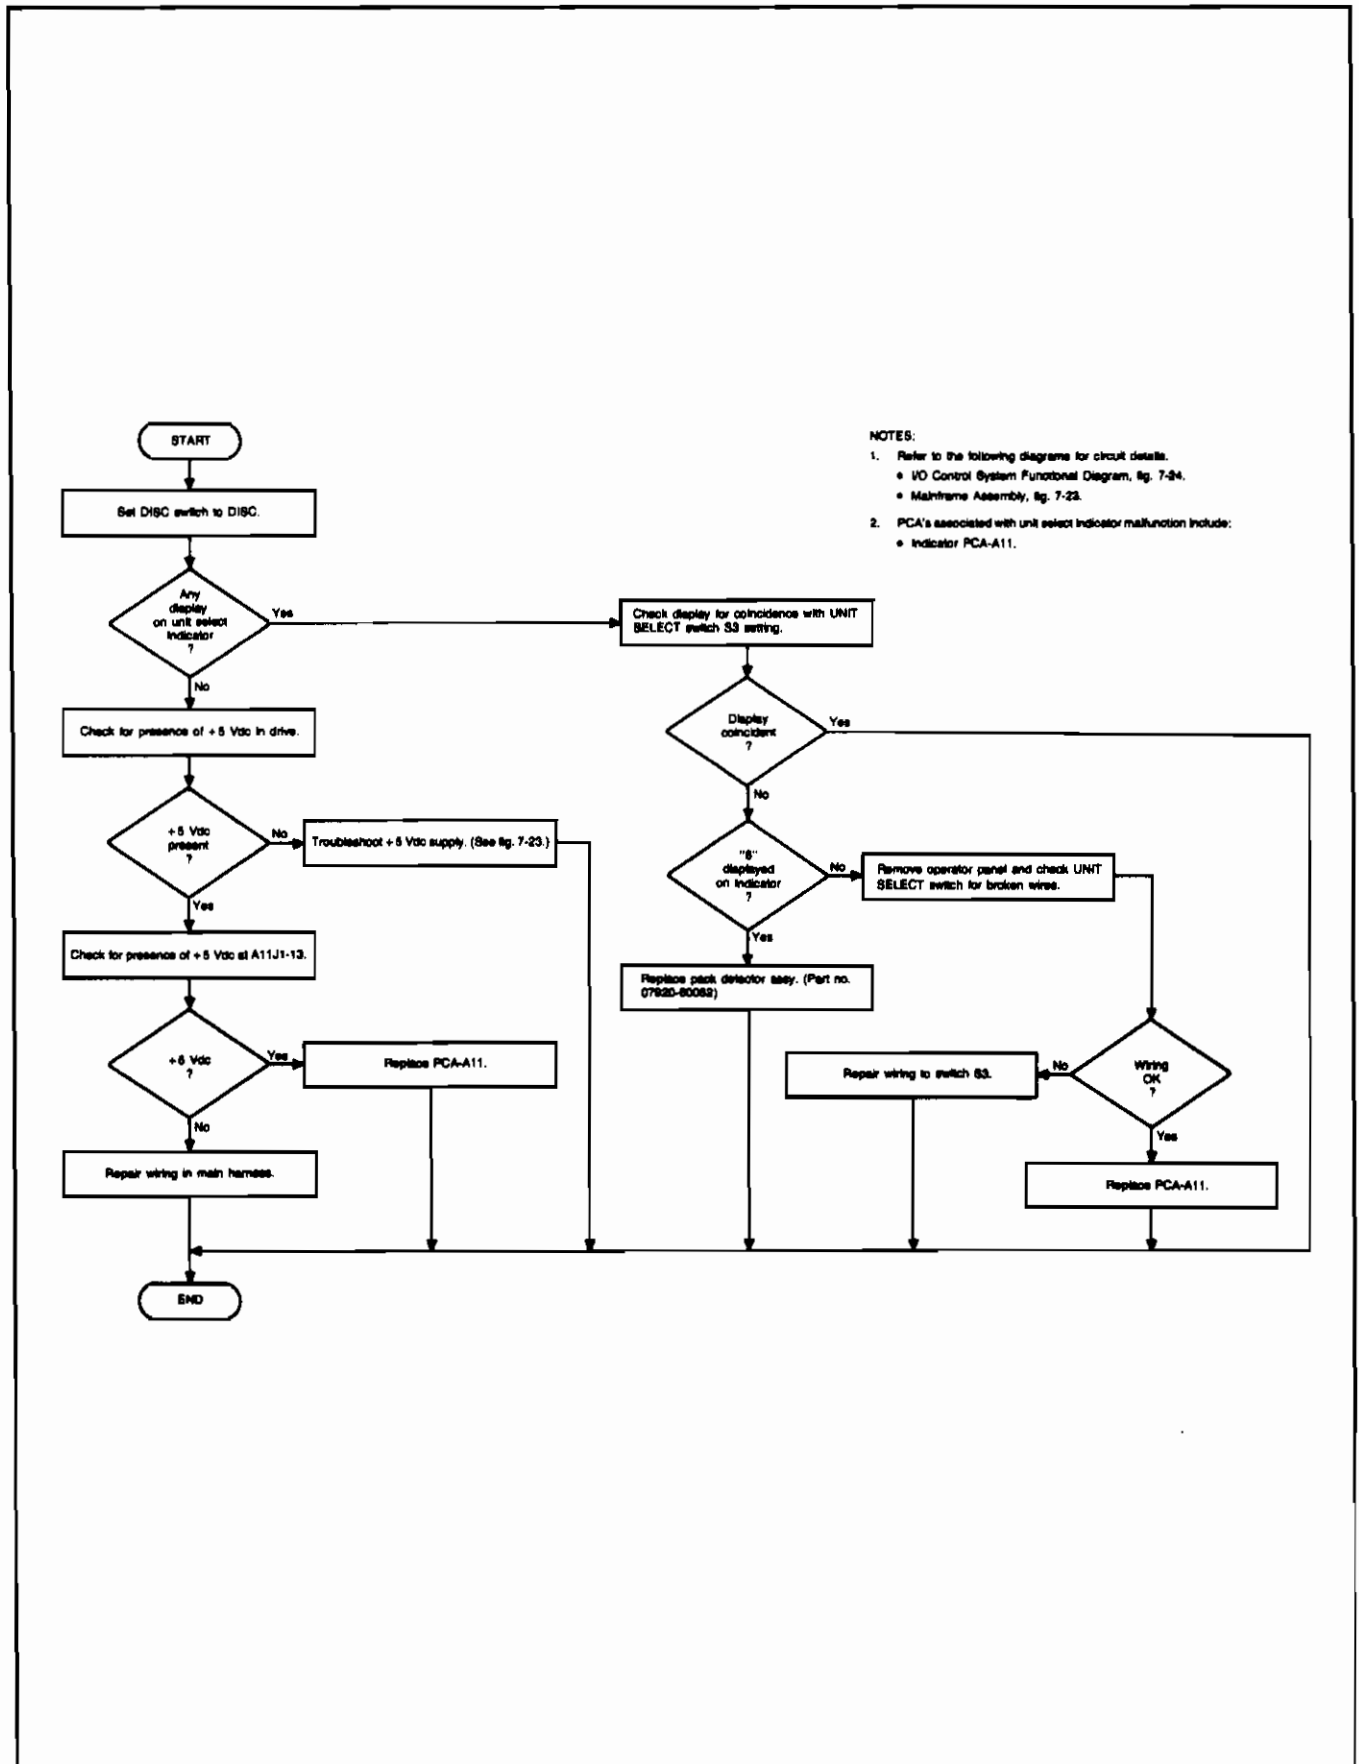 START
Set DISC switch to DISC.
Any
display
on unit select
indicator
?
Yes
No
Check for presence of +5 Vdc in drive.
+5 Vdc
present
?
No
Troubleshoot +5 Vdc supply. (See fig. 7-23.)
Yes
Check for presence of +5 Vdc at A11J1-13.
+5 Vdc
?
Yes
Replace PCA-A11.
No
Repair wiring in main harness.
END
NOTES:
1. Refer to the following diagrams for circuit details.
• I/O Control System Functional Diagram, fig. 7-24.
• Mainframe Assembly, fig. 7-23.
2. PCA's associated with unit select indicator malfunction include:
• Indicator PCA-A11.
Check display for coincidence with UNIT
SELECT switch S3 setting.
Display
coincident
?
Yes
No
displayed
on indicator
?
No
Remove operator panel and check UNIT
SELECT switch for broken wires.
Yes
Replace pack detector assy. (Part no.
Wiring
OK
?
No
Repair wiring to switch S3.
Yes
Replace PCA-A11.